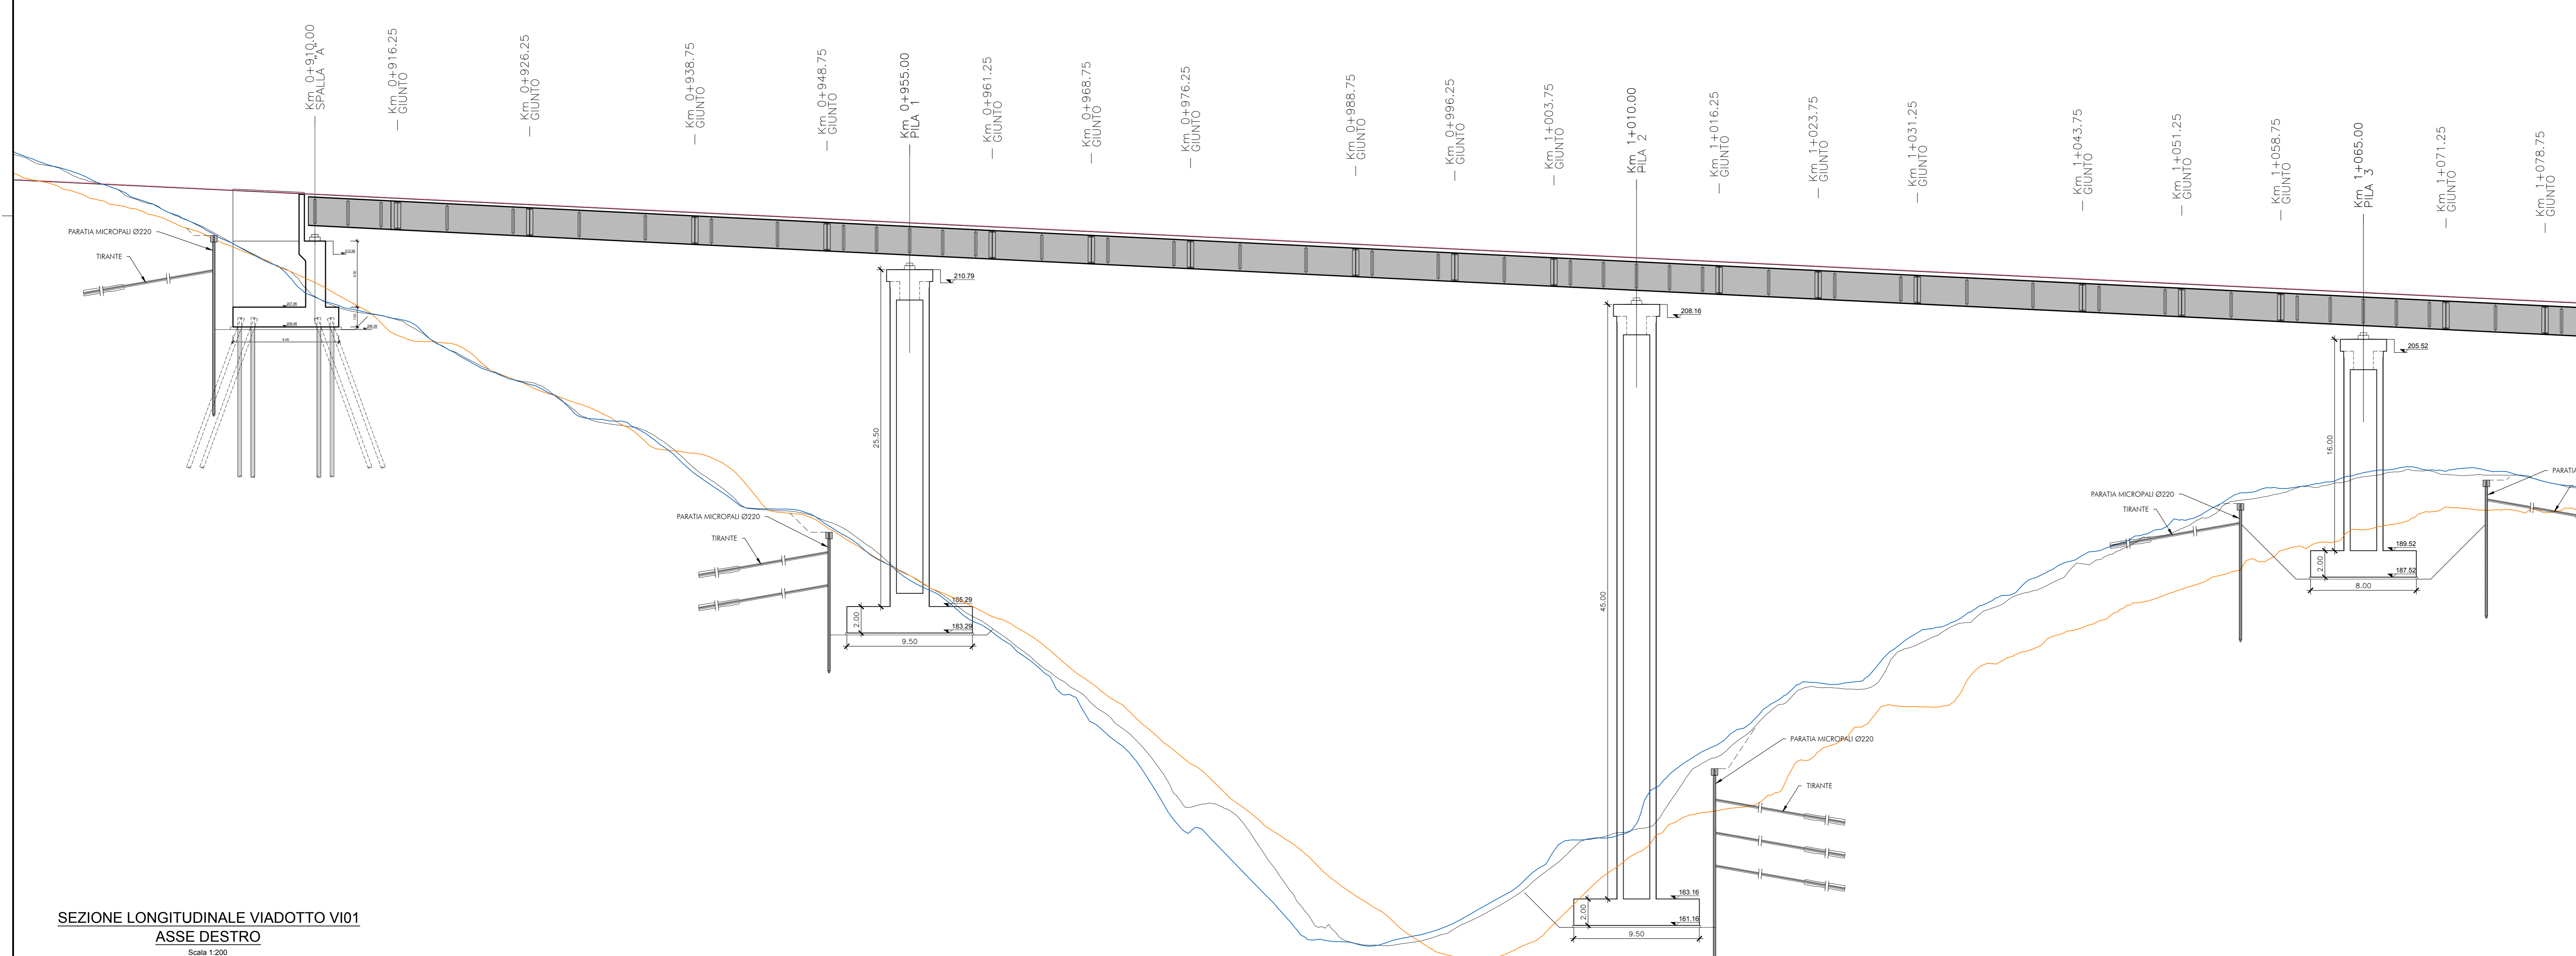 Km 0+910.00
SPALLA "A"
Km 0+916.25
GIUNTO
Km 0+926.25
GIUNTO
Km 0+938.75
GIUNTO
Km 0+948.75
GIUNTO
Km 0+955.00
PILA 1
Km 0+961.25
GIUNTO
Km 0+968.75
GIUNTO
Km 0+976.25
GIUNTO
Km 0+988.75
GIUNTO
Km 0+996.25
GIUNTO
Km 1+003.75
GIUNTO
Km 1+010.00
PILA 2
Km 1+016.25
GIUNTO
Km 1+023.75
GIUNTO
Km 1+031.25
GIUNTO
Km 1+043.75
GIUNTO
Km 1+051.25
GIUNTO
Km 1+058.75
GIUNTO
Km 1+065.00
PILA 3
Km 1+071.25
GIUNTO
Km 1+078.75
GIUNTO
PARATIA MICROPALI Ø220
TIRANTE
210.79
25.50
PARATIA MICROPALI Ø220
TIRANTE
185.29
2.00
183.29
9.50
208.16
45.00
PARATIA MICROPALI Ø220
TIRANTE
163.16
2.00
161.16
9.50
205.52
16.00
PARATIA MICROPALI Ø220
TIRANTE
189.52
2.00
187.52
8.00
PARATIA
SEZIONE LONGITUDINALE VIADOTTO VI01
ASSE DESTRO
Scala 1:200